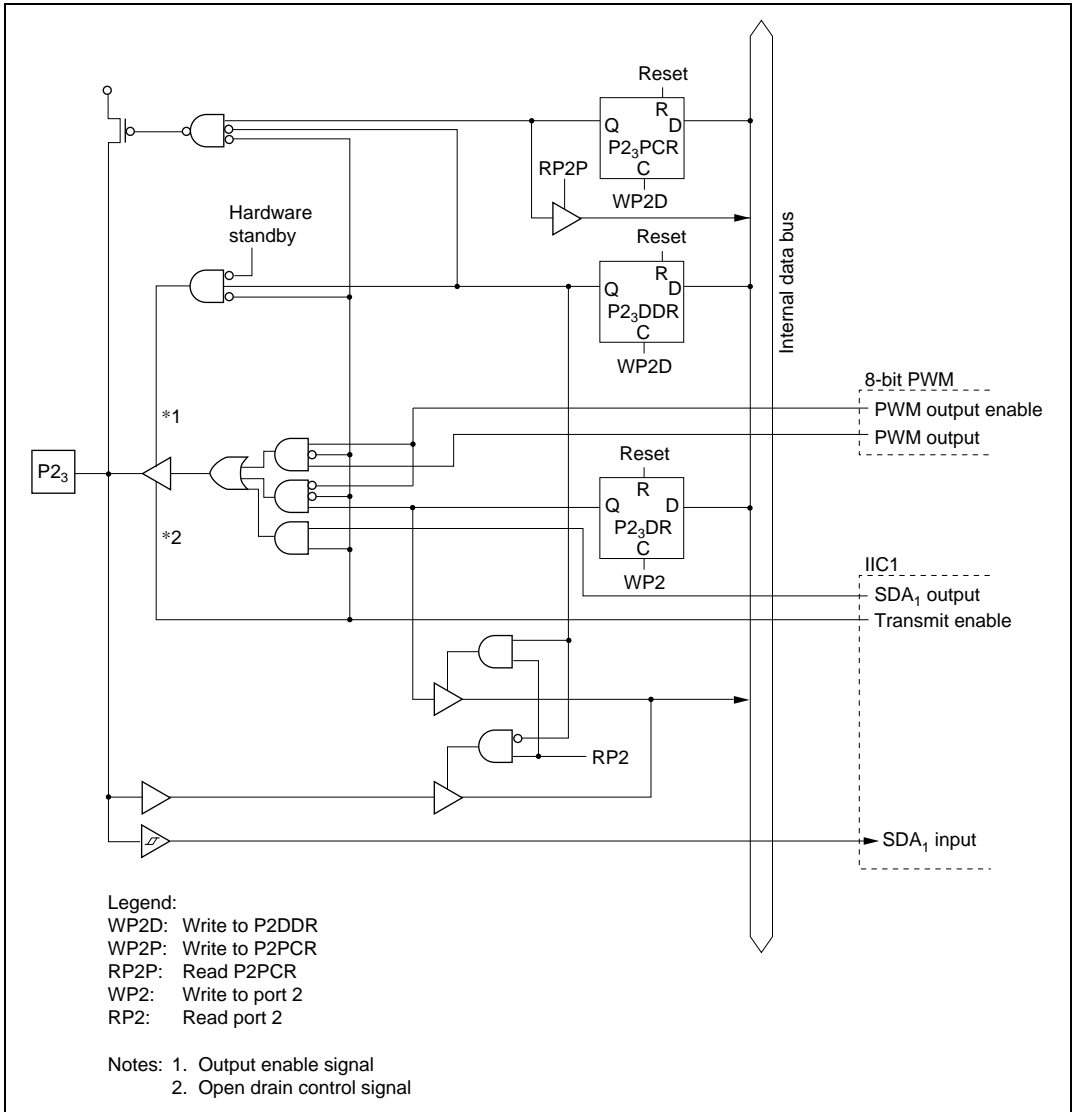 Reset
R
Q D
P2₃PCR
C
RP2P
WP2D
Hardware
standby
Reset
R
Q D
P2₃DDR
C
WP2D
Internal data bus
8-bit PWM
PWM output enable
PWM output
*1
Reset
R
Q D
P2₃DR
C
WP2
P2₃
*2
IIC1
SDA₁ output
Transmit enable
RP2
SDA₁ input
Legend:
WP2D: Write to P2DDR
WP2P: Write to P2PCR
RP2P: Read P2PCR
WP2: Write to port 2
RP2: Read port 2
Notes: 1. Output enable signal
2. Open drain control signal